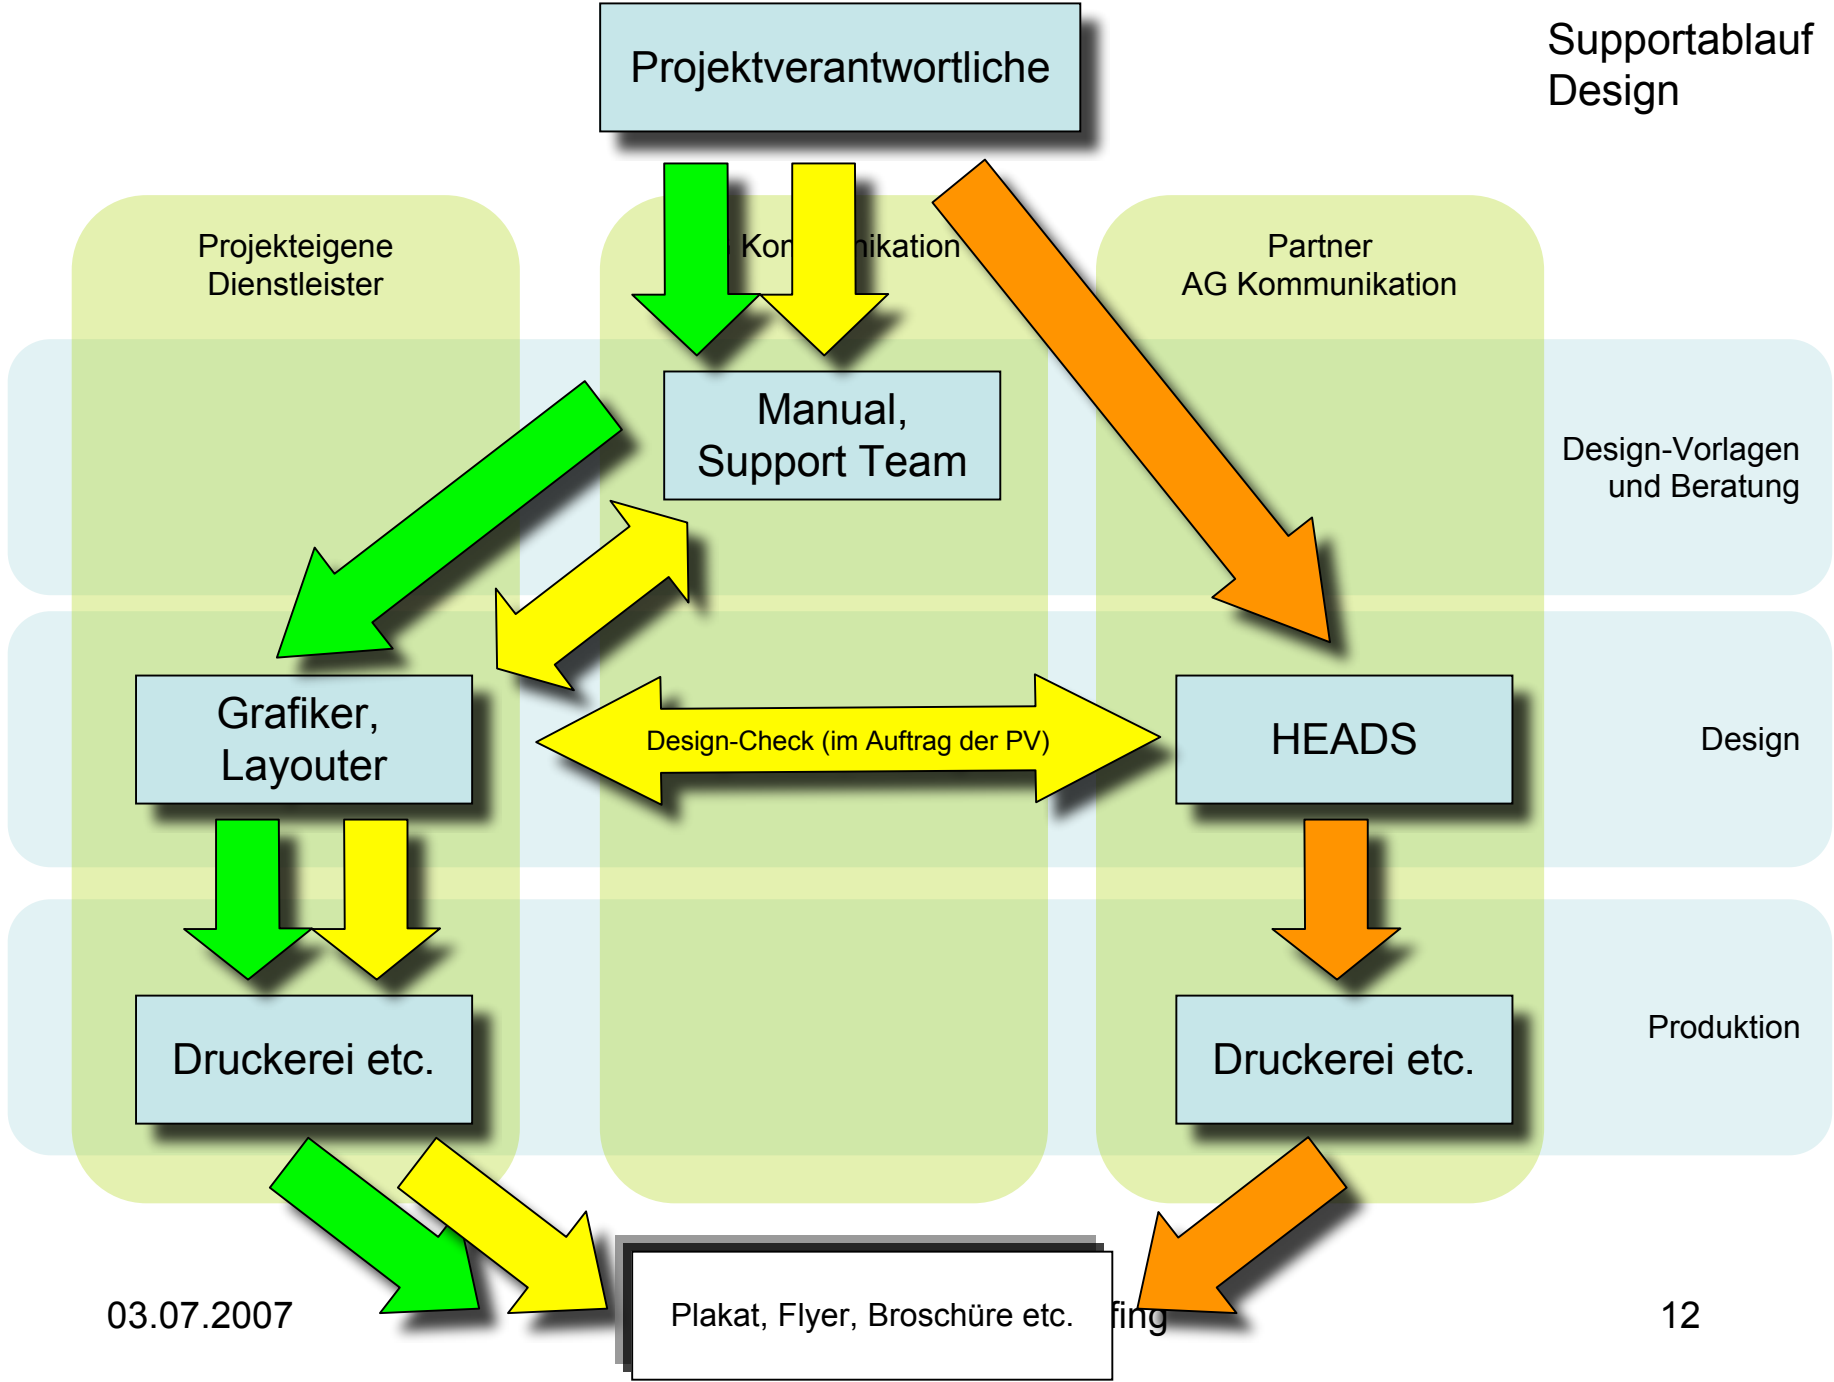 Projektverantwortliche
Supportablauf
Design
Projekteigene
Dienstleister
Partner
AG Kommunikation
Manual,
Support Team
Design-Vorlagen
und Beratung
Grafiker,
Layouter
Design-Check (im Auftrag der PV)
HEADS
Design
Druckerei etc.
Druckerei etc.
Produktion
03.07.2007
Plakat, Flyer, Broschüre etc.
12